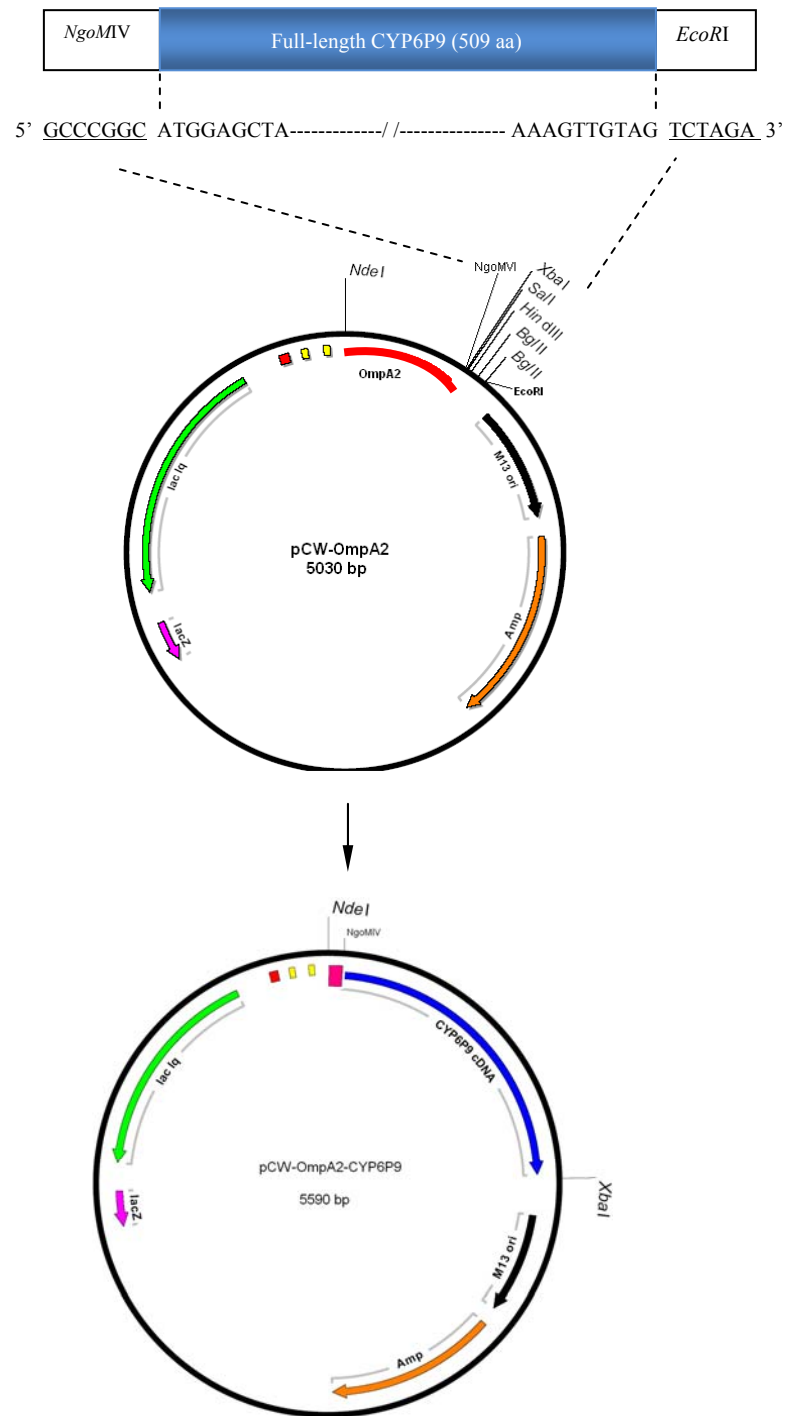 NgoMIV Full-length CYP6P9 (509 aa) EcoRI
5’ GCCCGGC ATGGAGCTA------------/ /--------------- AAAGTTGTAG TCTAGA 3’
NdeI
NgoMVI
XbaI
SalI
Hin dIII
BglII
BglII
EcoRI
OmpA2
lac Iq
M13 ori
pCW-OmpA2
5030 bp
lacZ
Amp
NdeI
NgoMIV
CYP6P9 cDNA
lac Iq
pCW-OmpA2-CYP6P9
5590 bp
lacZ
XbaI
M13 ori
Amp